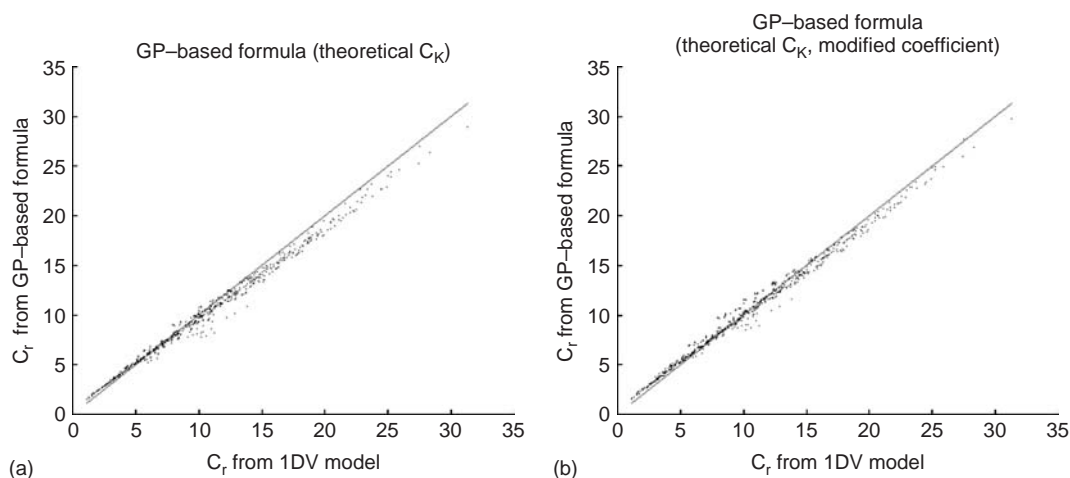 GP–based formula (theoretical C_K)
35
30
25
20
15
10
5
0
C_r from GP–based formula
0 5 10 15 20 25 30 35
C_r from 1DV model
(a)
GP–based formula
(theoretical C_K, modified coefficient)
35
30
25
20
15
10
5
0
C_r from GP–based formula
0 5 10 15 20 25 30 35
C_r from 1DV model
(b)